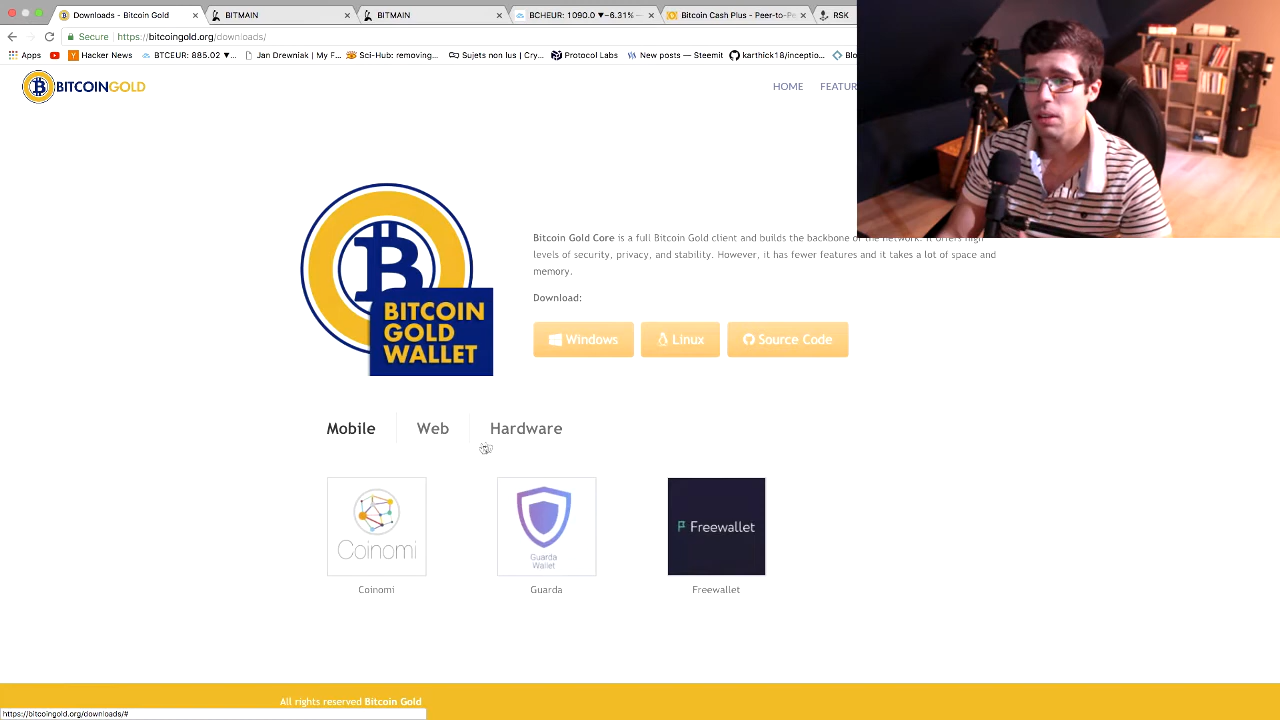 Downloads - Bitcoin Gold
BITMAIN
BITMAIN
BCHEUR: 1090.0 ▼-6.31%
Bitcoin Cash Plus - Peer-to-Pe
RSK
Secure
https://bitcoingold.org/downloads/
Apps
Hacker News
BTCEUR: 885.02 ▼...
Jan Drewniak | My F...
Sci-Hub: removing...
Sujets non lus | Cry...
Protocol Labs
New posts — Steemit
karthick18/inceptio...
Blo
BITCOINGOLD
HOME
FEATUR
Bitcoin Gold Core is a full Bitcoin Gold client and builds the backbone of the network. It offers high
levels of security, privacy, and stability. However, it has fewer features and it takes a lot of space and
memory.
Download:
BITCOIN
GOLD
WALLET
Windows
Linux
Source Code
Mobile
Web
Hardware
Coinomi
Guarda
Wallet
Freewallet
Coinomi
Guarda
Freewallet
All rights reserved Bitcoin Gold
https://bitcoingold.org/downloads/#